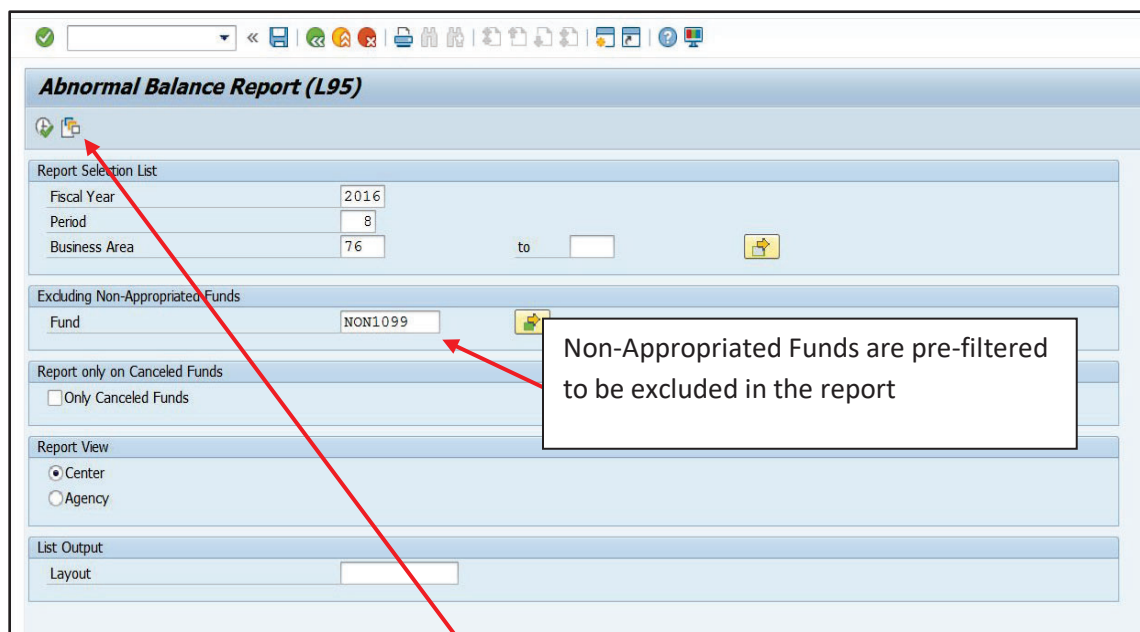 Abnormal Balance Report (L95)
Report Selection List
Fiscal Year 2016
Period 8
Business Area 76 to
Excluding Non-Appropriated Funds
Fund NON1099
Non-Appropriated Funds are pre-filtered
to be excluded in the report
Report only on Canceled Funds
Only Canceled Funds
Report View
Center
Agency
List Output
Layout